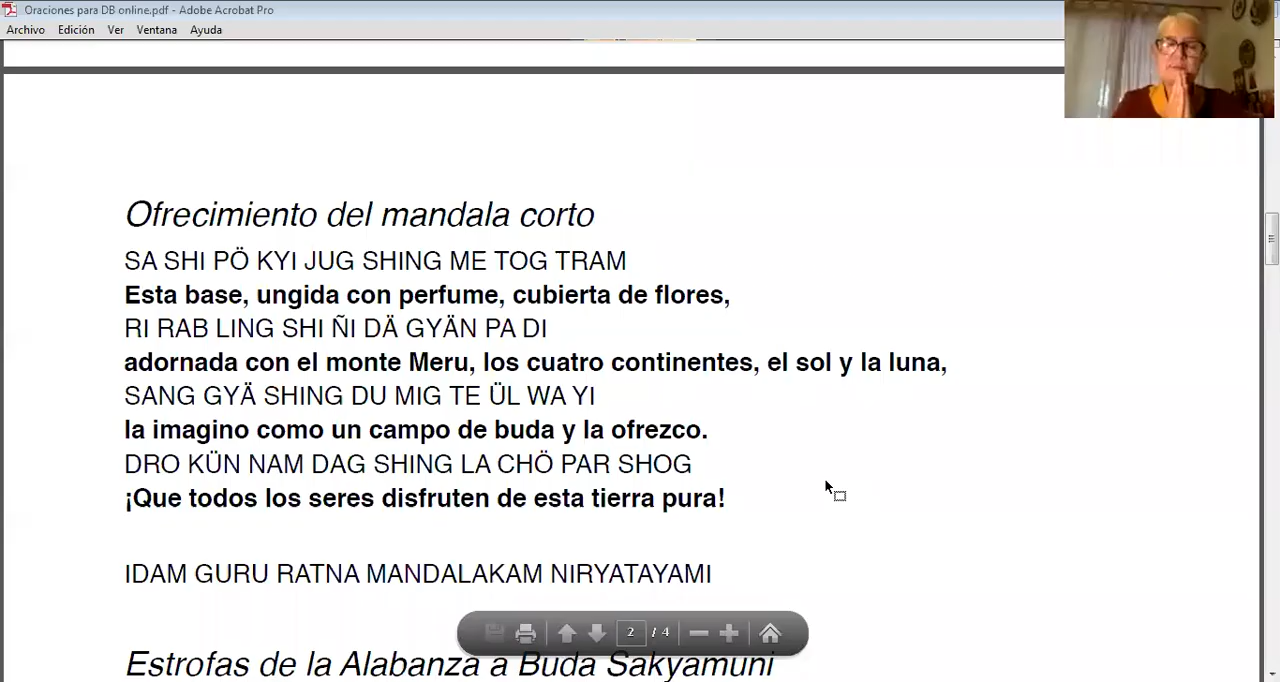 Oraciones para DB online.pdf - Adobe Acrobat Pro
Archivo Edición Ver Ventana Ayuda
Ofrecimiento del mandala corto
SA SHI PÖ KYI JUG SHING ME TOG TRAM
Esta base, ungida con perfume, cubierta de flores,
RI RAB LING SHI ÑI DÄ GYÄN PA DI
adornada con el monte Meru, los cuatro continentes, el sol y la luna,
SANG GYÄ SHING DU MIG TE ÜL WA YI
la imagino como un campo de buda y la ofrezco.
DRO KÜN NAM DAG SHING LA CHÖ PAR SHOG
¡Que todos los seres disfruten de esta tierra pura!
IDAM GURU RATNA MANDALAKAM NIRYATAYAMI
2 / 4
Estrofas de la Alabanza a Buda Sakyamuni